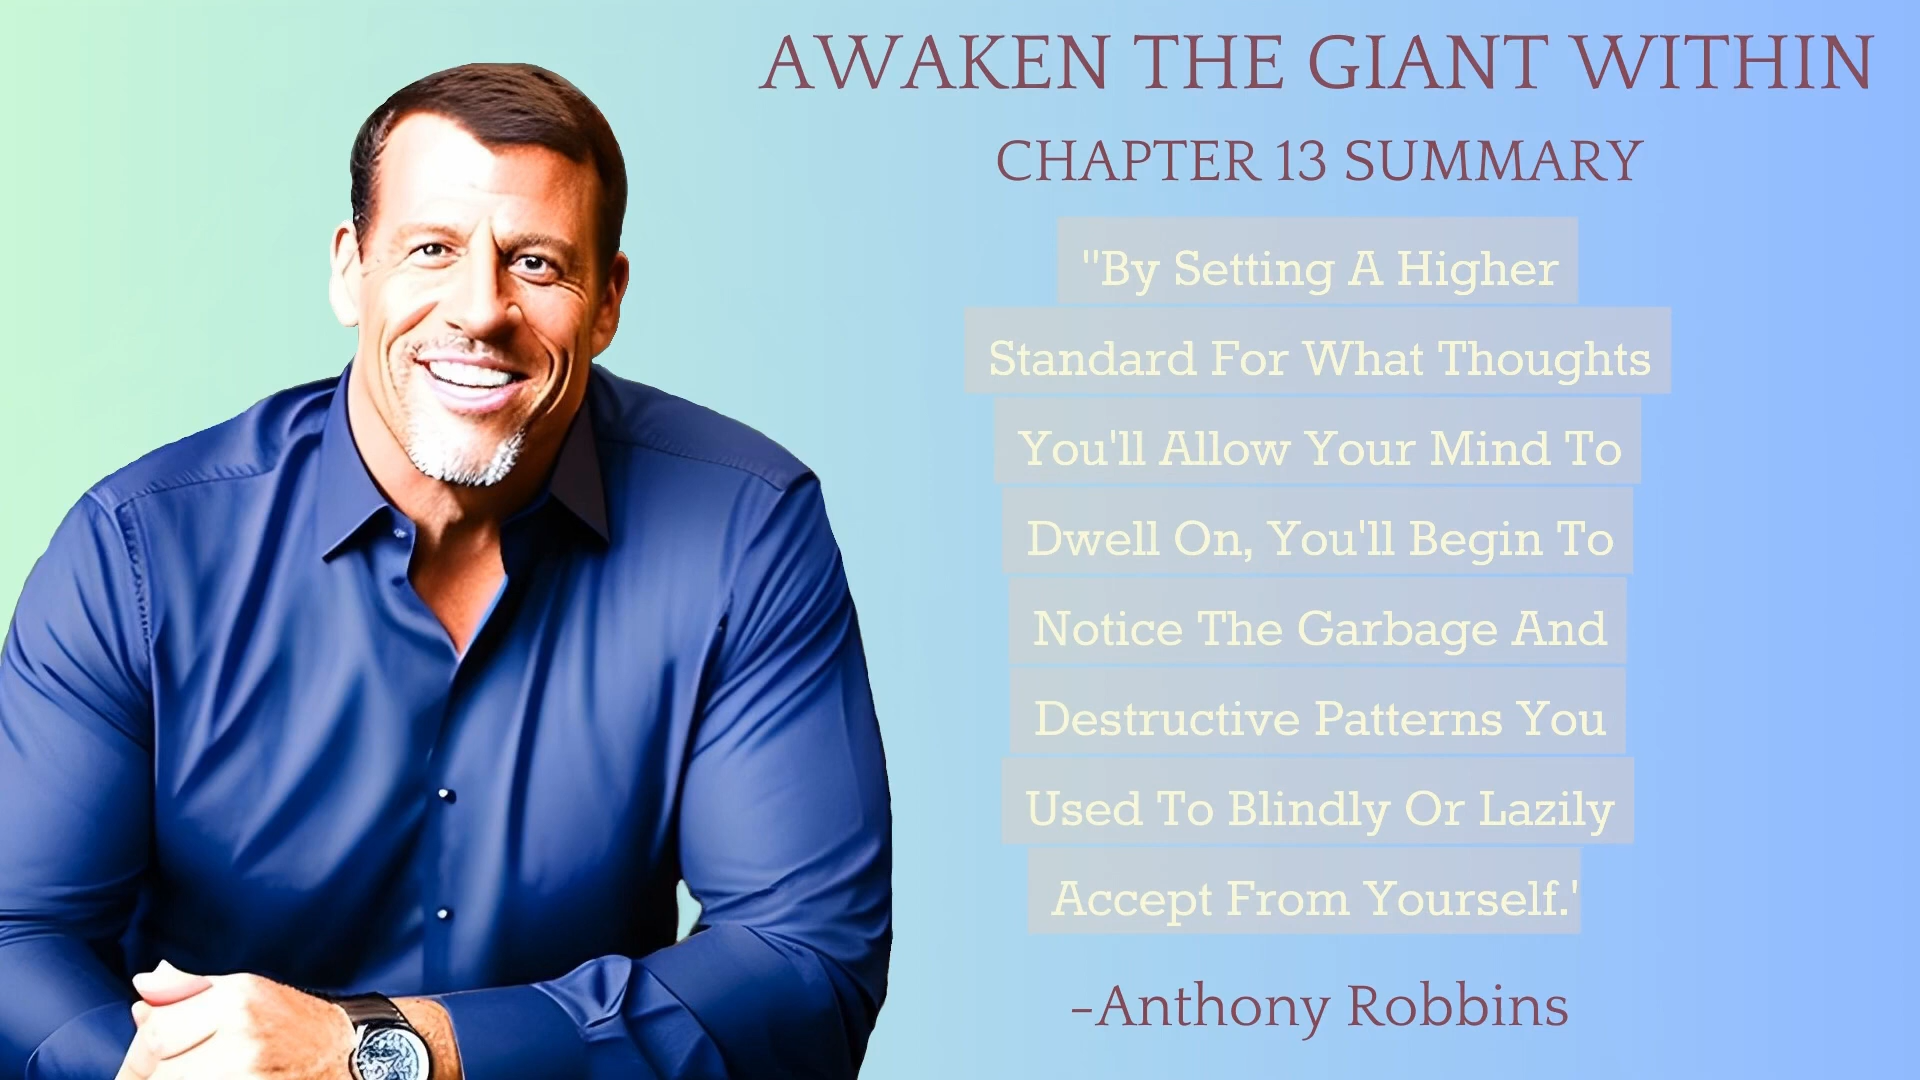 AWAKEN THE GIANT WITHIN
CHAPTER 13 SUMMARY
"By Setting A Higher
Standard For What Thoughts
You'll Allow Your Mind To
Dwell On, You'll Begin To
Notice The Garbage And
Destructive Patterns You
Used To Blindly Or Lazily
Accept From Yourself.'
-Anthony Robbins